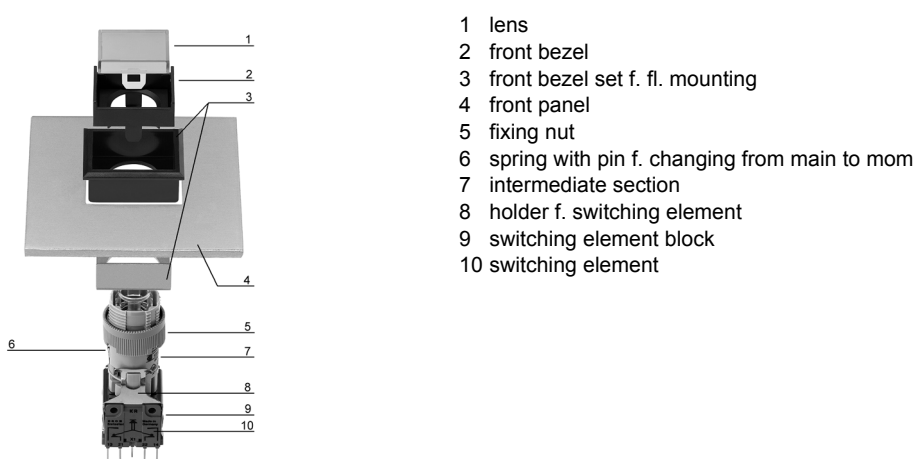 1
2
3
4
5
6
7
8
9
10
1 lens
2 front bezel
3 front bezel set f. fl. mounting
4 front panel
5 fixing nut
6 spring with pin f. changing from main to mom
7 intermediate section
8 holder f. switching element
9 switching element block
10 switching element